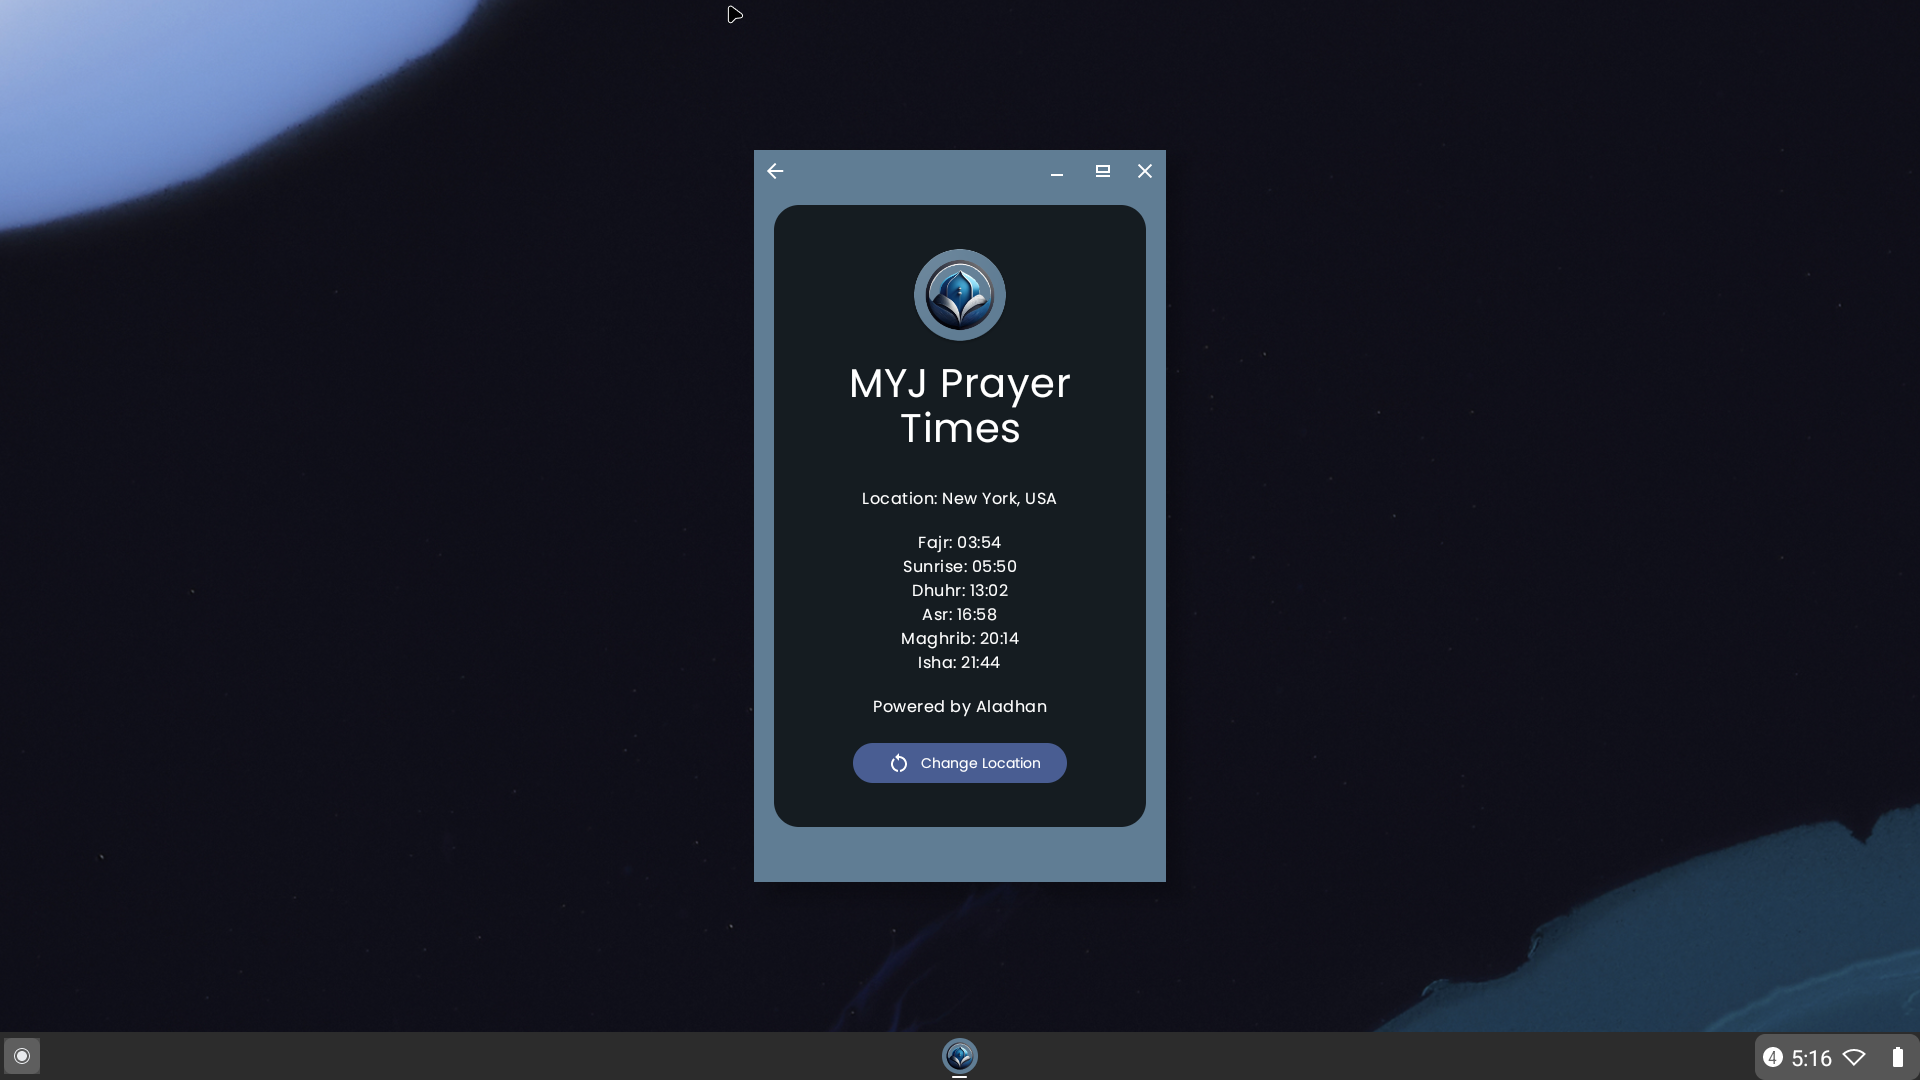 MYJ Prayer
Times
Location: New York, USA
Fajr: 03:54
Sunrise: 05:50
Dhuhr: 13:02
Asr: 16:58
Maghrib: 20:14
Isha: 21:44
Powered by Aladhan
Change Location
4 5:16